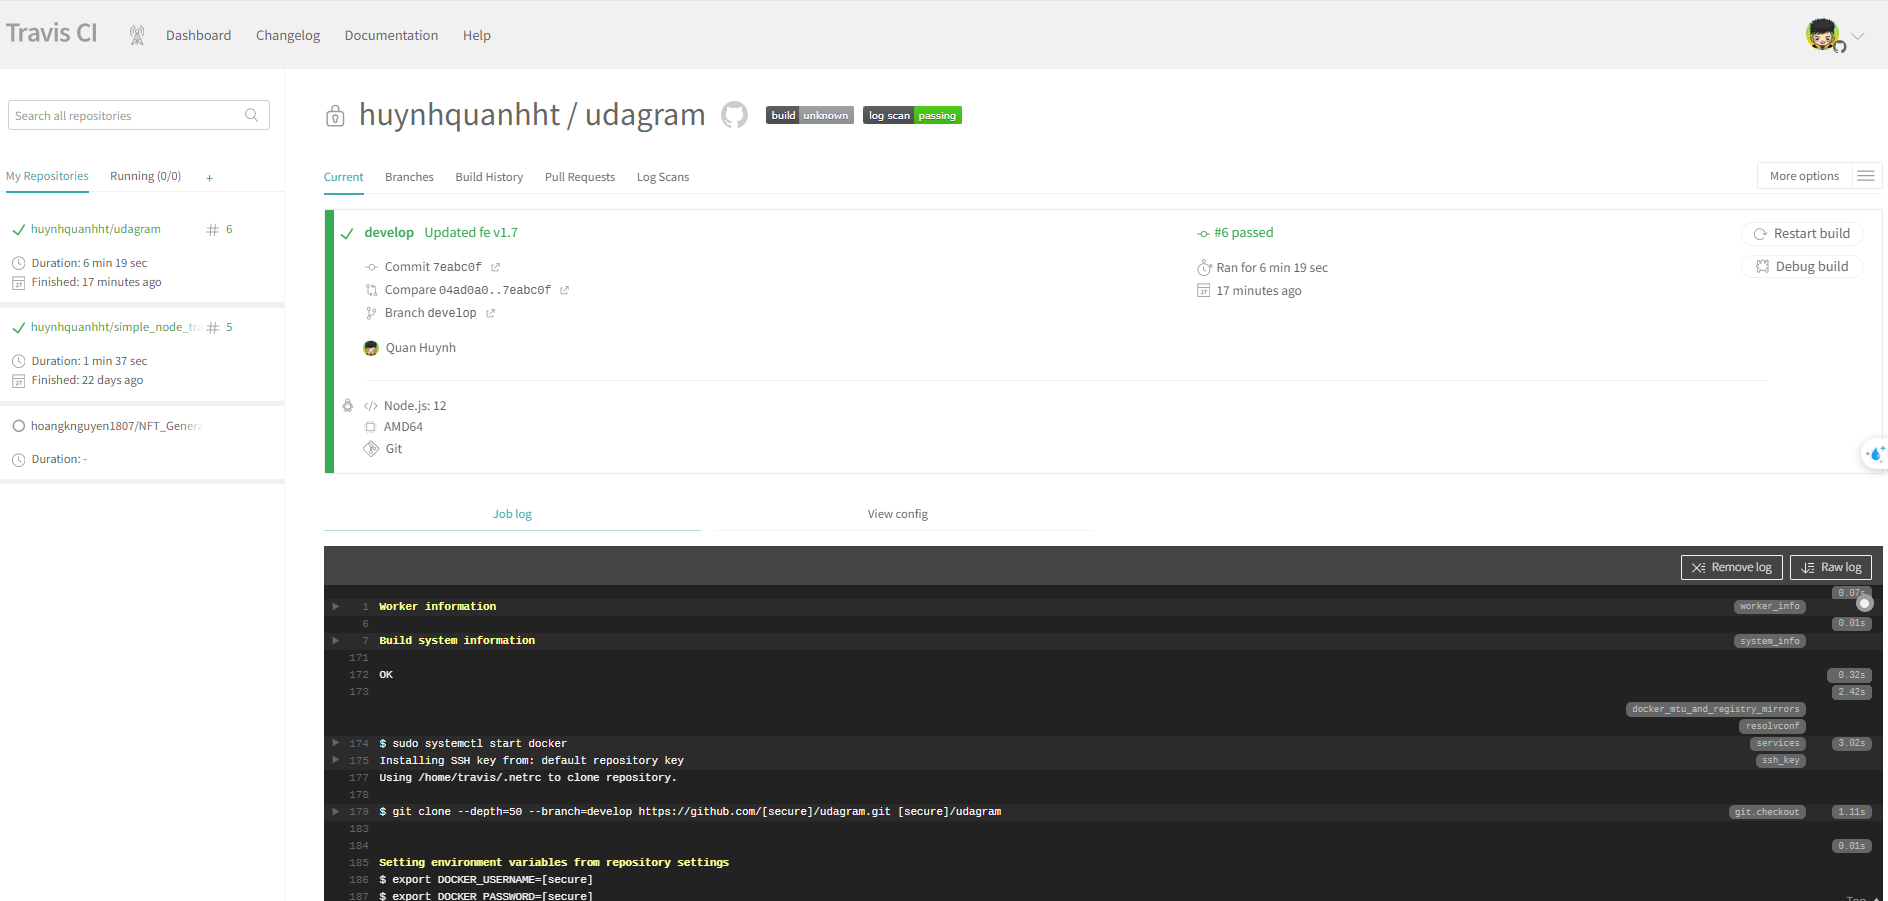 Travis CI
Dashboard
Changelog
Documentation
Help
Search all repositories
My Repositories
Running (0/0)
+
huynhquanhht/udagram
# 6
Duration: 6 min 19 sec
Finished: 17 minutes ago
huynhquanhht/simple_node_tra
# 5
Duration: 1 min 37 sec
Finished: 22 days ago
hoangknguyen1807/NFT_Genera
Duration: -
huynhquanhht / udagram
build unknown
log scan passing
Current
Branches
Build History
Pull Requests
Log Scans
More options
develop Updated fe v1.7
Commit 7eabc0f
Compare 04ad0a0..7eabc0f
Branch develop
Quan Huynh
#6 passed
Ran for 6 min 19 sec
17 minutes ago
Restart build
Debug build
</> Node.js: 12
AMD64
Git
Job log
View config
Remove log
Raw log
0.07s
1 Worker information worker_info
6 0.01s
7 Build system information system_info
171
172 OK 0.32s
173 2.42s
docker_mtu_and_registry_mirrors
resolvconf
174 $ sudo systemctl start docker services 3.02s
175 Installing SSH key from: default repository key ssh_key
177 Using /home/travis/.netrc to clone repository.
178
179 $ git clone --depth=50 --branch=develop https://github.com/[secure]/udagram.git [secure]/udagram git.checkout 1.11s
183
184 0.01s
185 Setting environment variables from repository settings
186 $ export DOCKER_USERNAME=[secure]
187 $ export DOCKER_PASSWORD=[secure]
Top